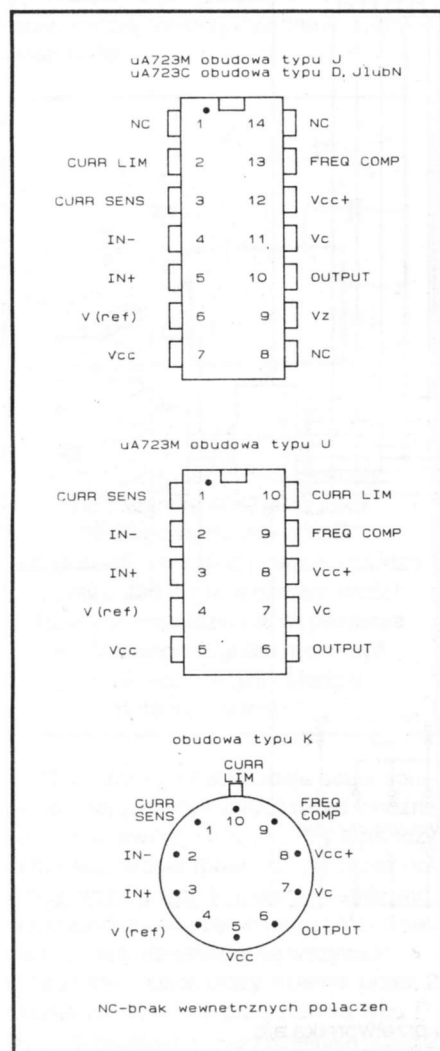 uA723M obudowa typu J
uA723C obudowa typu D, JlubN
NC 1 14 NC
CURR LIM 2 13 FREQ COMP
CURR SENS 3 12 Vcc+
IN- 4 11 Vc
IN+ 5 10 OUTPUT
V(ref) 6 9 Vz
Vcc 7 8 NC
uA723M obudowa typu U
CURR SENS 1 10 CURR LIM
IN- 2 9 FREQ COMP
IN+ 3 8 Vcc+
V(ref) 4 7 Vc
Vcc 5 6 OUTPUT
obudowa typu K
CURR
LIM
CURR
SENS
FREQ
COMP
10
1 9
IN- 2 8 Vcc+
IN+ 3 7 Vc
4 5 6
V(ref) OUTPUT
Vcc
NC-brak wewnetrznych polaczen